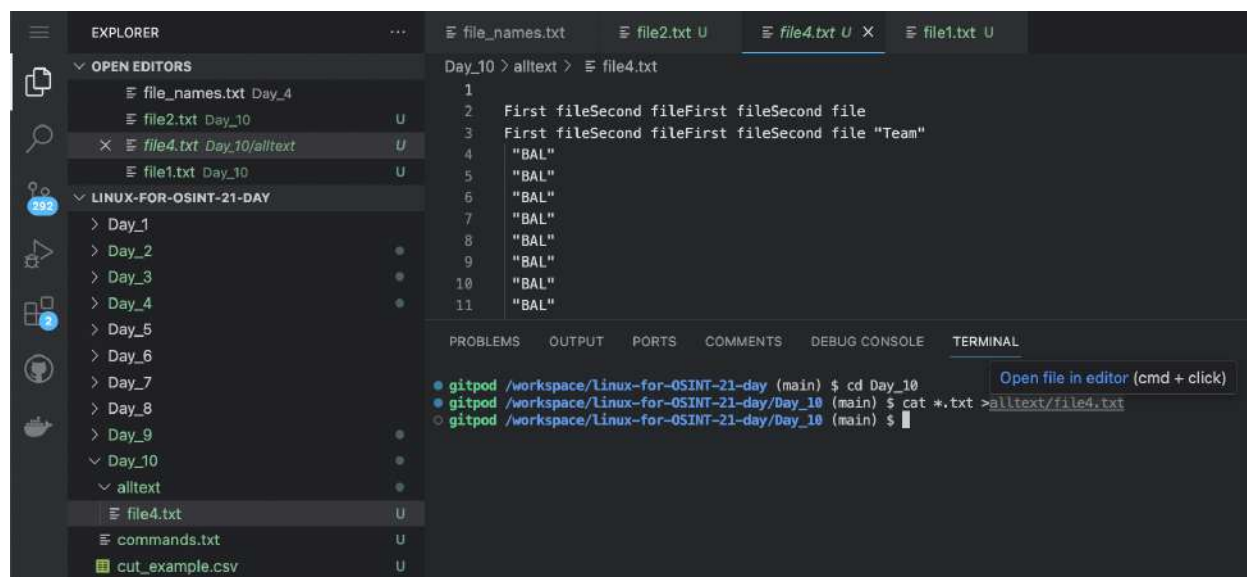 EXPLORER
OPEN EDITORS
file_names.txt Day_4
file2.txt Day_10 U
file4.txt Day_10/alltext U
file1.txt Day_10 U
LINUX-FOR-OSINT-21-DAY
Day_1
Day_2
Day_3
Day_4
Day_5
Day_6
Day_7
Day_8
Day_9
Day_10
alltext
file4.txt U
commands.txt U
cut_example.csv U
292
2
file_names.txt file2.txt U file4.txt U file1.txt U
Day_10 > alltext > file4.txt
1
2 First fileSecond fileFirst fileSecond file
3 First fileSecond fileFirst fileSecond file "Team"
4 "BAL"
5 "BAL"
6 "BAL"
7 "BAL"
8 "BAL"
9 "BAL"
10 "BAL"
11 "BAL"
PROBLEMS OUTPUT PORTS COMMENTS DEBUG CONSOLE TERMINAL
Open file in editor (cmd + click)
gitpod /workspace/linux-for-OSINT-21-day (main) $ cd Day_10
gitpod /workspace/linux-for-OSINT-21-day/Day_10 (main) $ cat *.txt >alltext/file4.txt
gitpod /workspace/linux-for-OSINT-21-day/Day_10 (main) $